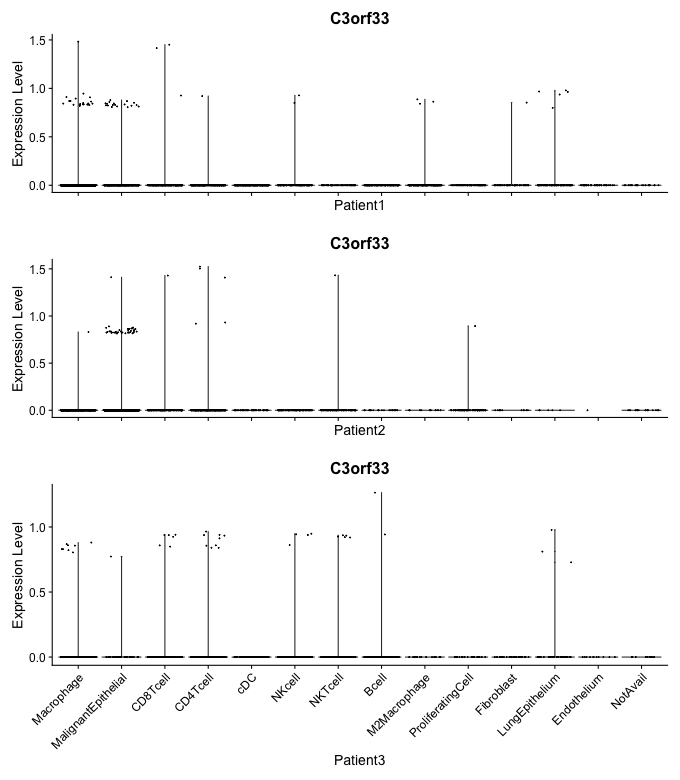 C3orf33
Expression Level
1.5
1.0
0.5
0.0
Patient1
C3orf33
Expression Level
1.5
1.0
0.5
0.0
Patient2
C3orf33
Expression Level
1.0
0.5
0.0
Macrophage
MalignantEpithelial
CD8Tcell
CD4Tcell
cDC
NKcell
NKTcell
Bcell
M2Macrophage
ProliferatingCell
Fibroblast
LungEpithelium
Endothelium
NotAvail
Patient3